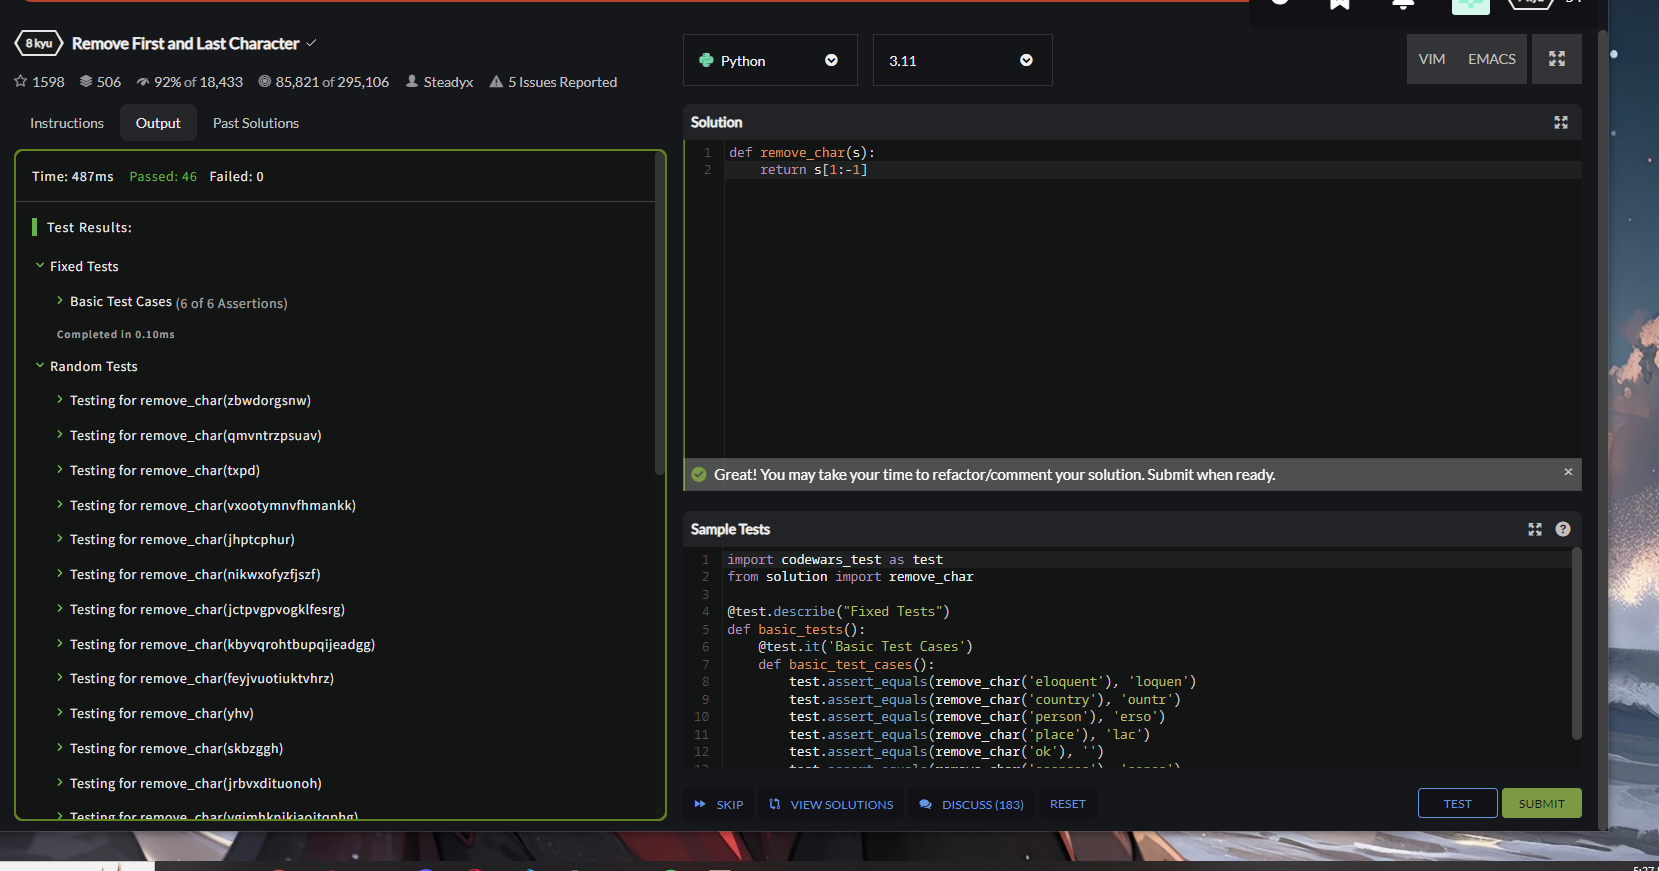 8 kyu Remove First and Last Character
1598 506 92% of 18,433 85,821 of 295,106 Steadyx 5 Issues Reported
Instructions Output Past Solutions
Time: 487ms Passed: 46 Failed: 0
Test Results:
Fixed Tests
Basic Test Cases (6 of 6 Assertions)
Completed in 0.10ms
Random Tests
Testing for remove_char(zbwdorgsnw)
Testing for remove_char(qmvntrzpsuav)
Testing for remove_char(txpd)
Testing for remove_char(vxootymnvfhmankk)
Testing for remove_char(jhptcphur)
Testing for remove_char(nikwxofyzfjszf)
Testing for remove_char(jctpvgpvogklfesrg)
Testing for remove_char(kbyvqrohtbupqijeadgg)
Testing for remove_char(feyjvuotiuktvhrz)
Testing for remove_char(yhv)
Testing for remove_char(skbzggh)
Testing for remove_char(jrbvxdituonoh)
Python 3.11 VIM EMACS
Solution
1 def remove_char(s):
2 return s[1:-1]
Great! You may take your time to refactor/comment your solution. Submit when ready.
Sample Tests
1 import codewars_test as test
2 from solution import remove_char
3
4 @test.describe("Fixed Tests")
5 def basic_tests():
6 @test.it('Basic Test Cases')
7 def basic_test_cases():
8 test.assert_equals(remove_char('eloquent'), 'loquen')
9 test.assert_equals(remove_char('country'), 'ountr')
10 test.assert_equals(remove_char('person'), 'erso')
11 test.assert_equals(remove_char('place'), 'lac')
12 test.assert_equals(remove_char('ok'), '')
SKIP VIEW SOLUTIONS DISCUSS (183) RESET TEST SUBMIT